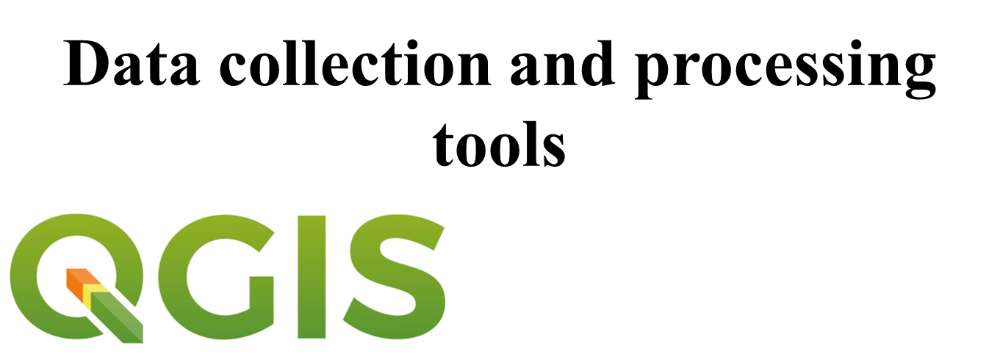 Data collection and processing
tools
QGIS